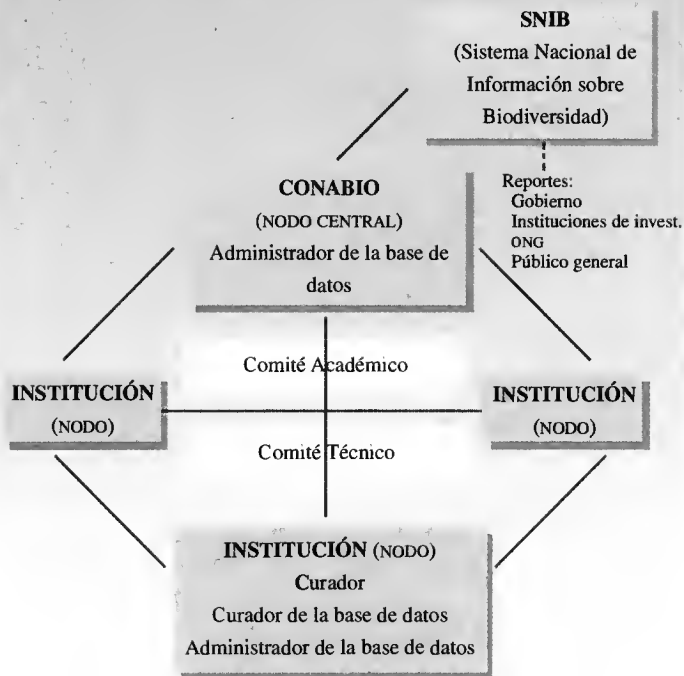 SNIB
(Sistema Nacional de
Información sobre
Biodiversidad)
CONABIO
(NODO CENTRAL)
Administrador de la base de
datos
Reportes:
Gobierno
Instituciones de invest.
ONG
Público general
Comité Académico
INSTITUCIÓN
(NODO)
INSTITUCIÓN
(NODO)
Comité Técnico
INSTITUCIÓN (NODO)
Curador
Curador de la base de datos
Administrador de la base de datos